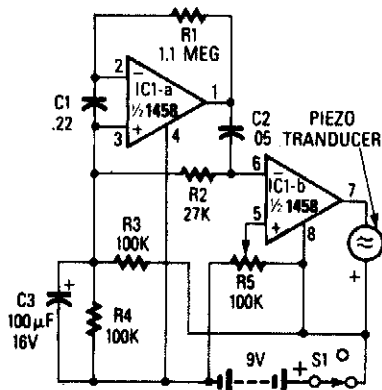 R1
1.1 MEG
2
IC1-a
1
½ 1458
3
4
C1
.22
C2
.05
PIEZO
TRANDUCER
6
IC1-b
½ 1458
7
5
8
R2
27K
R3
100K
R5
100K
C3
100µF
16V
R4
100K
+
9V
+
S1
+